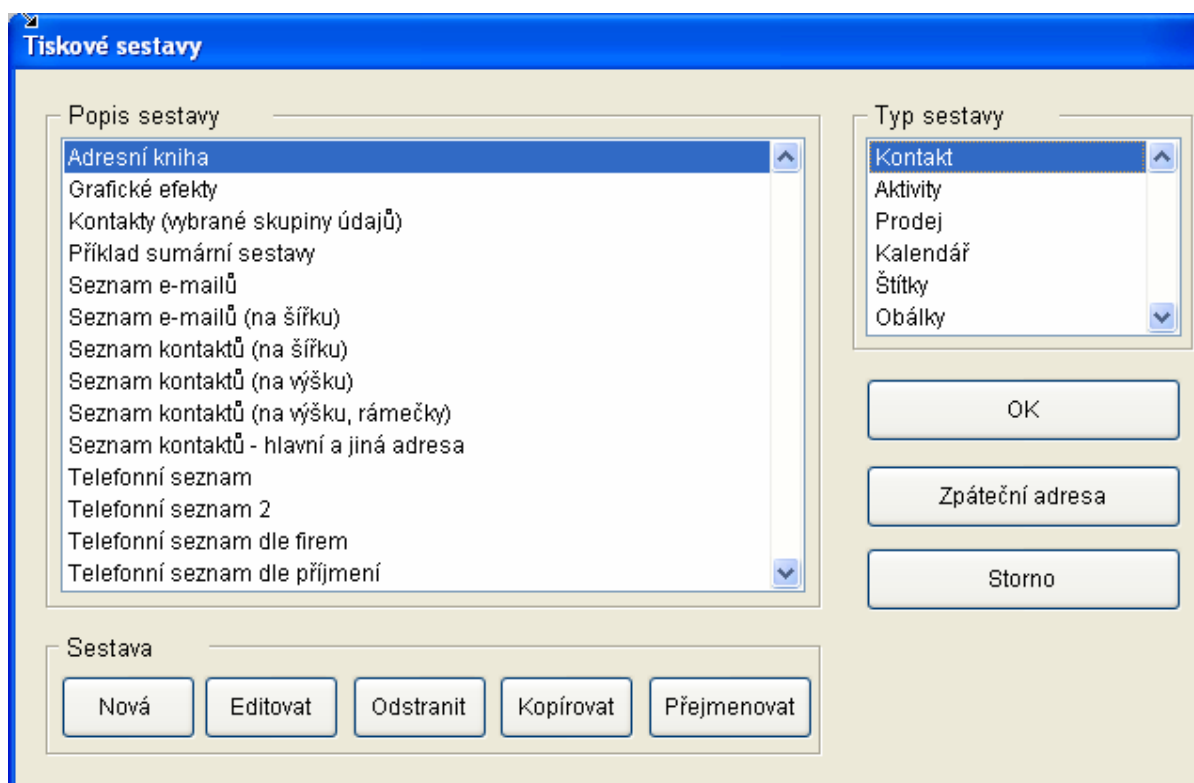 Tiskové sestavy
Popis sestavy
Adresní kniha
Grafické efekty
Kontakty (vybrané skupiny údajů)
Příklad sumární sestavy
Seznam e-mailů
Seznam e-mailů (na šířku)
Seznam kontaktů (na šířku)
Seznam kontaktů (na výšku)
Seznam kontaktů (na výšku, rámečky)
Seznam kontaktů - hlavní a jiná adresa
Telefonní seznam
Telefonní seznam 2
Telefonní seznam dle firem
Telefonní seznam dle příjmení
Typ sestavy
Kontakt
Aktivity
Prodej
Kalendář
Štítky
Obálky
OK
Zpáteční adresa
Storno
Sestava
Nová
Editovat
Odstranit
Kopírovat
Přejmenovat